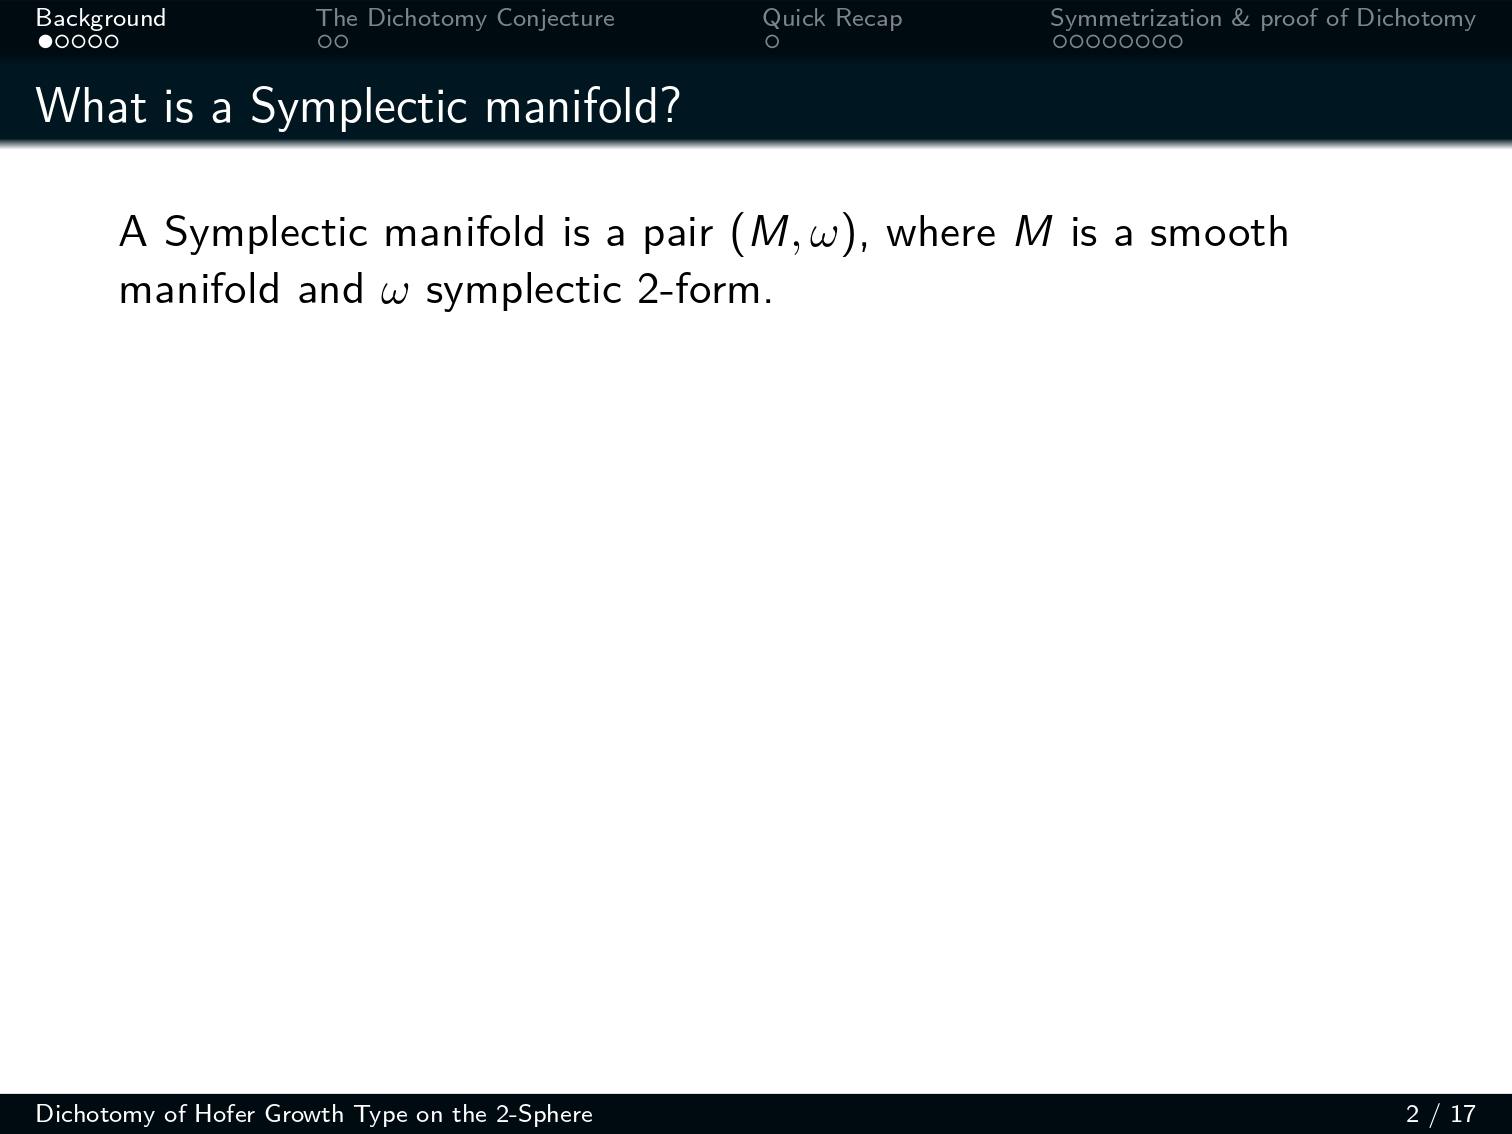 Background The Dichotomy Conjecture Quick Recap Symmetrization & proof of Dichotomy
What is a Symplectic manifold?
A Symplectic manifold is a pair (M, ω), where M is a smooth
manifold and ω symplectic 2-form.
Dichotomy of Hofer Growth Type on the 2-Sphere 2 / 17